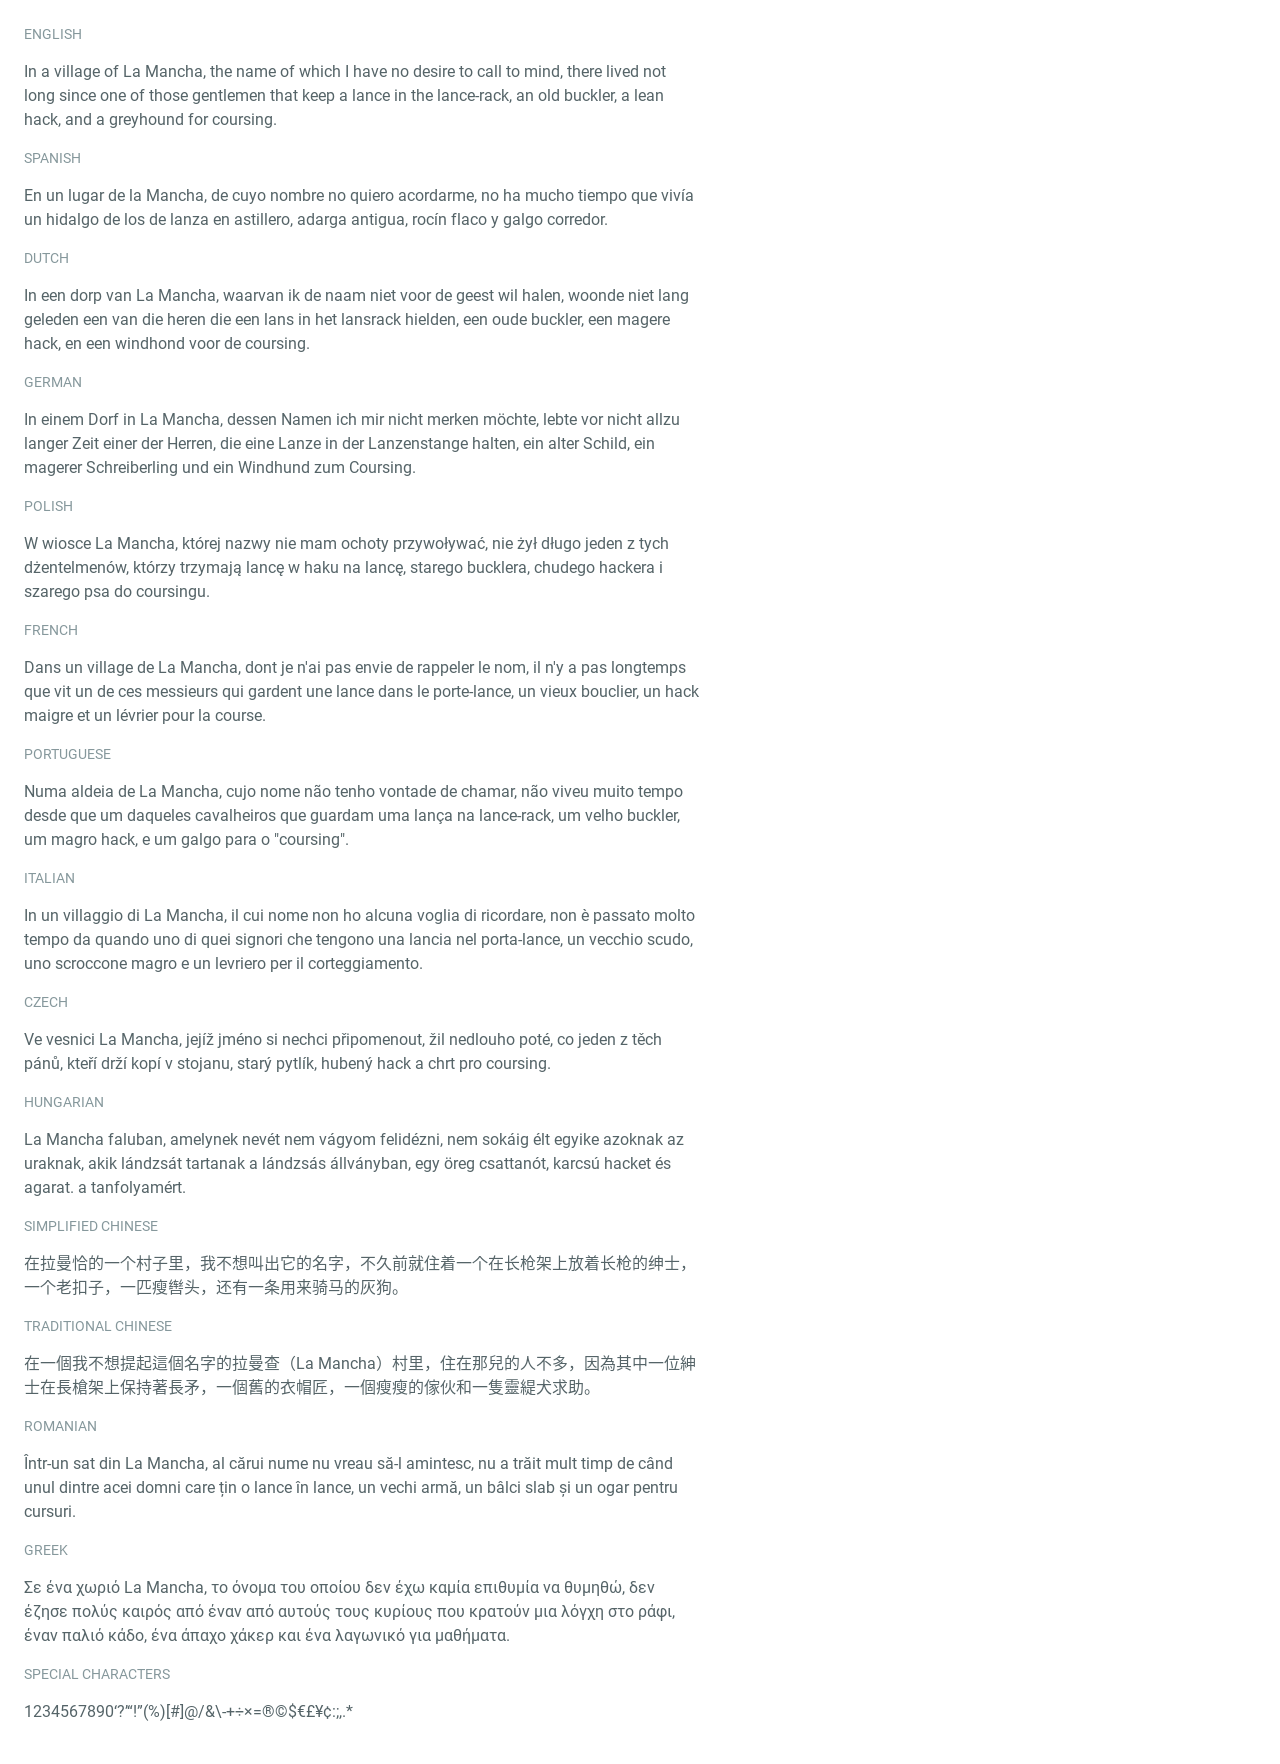 ENGLISH
In a village of La Mancha, the name of which I have no desire to call to mind, there lived not
long since one of those gentlemen that keep a lance in the lance-rack, an old buckler, a lean
hack, and a greyhound for coursing.
SPANISH
En un lugar de la Mancha, de cuyo nombre no quiero acordarme, no ha mucho tiempo que vivía
un hidalgo de los de lanza en astillero, adarga antigua, rocín flaco y galgo corredor.
DUTCH
In een dorp van La Mancha, waarvan ik de naam niet voor de geest wil halen, woonde niet lang
geleden een van die heren die een lans in het lansrack hielden, een oude buckler, een magere
hack, en een windhond voor de coursing.
GERMAN
In einem Dorf in La Mancha, dessen Namen ich mir nicht merken möchte, lebte vor nicht allzu
langer Zeit einer der Herren, die eine Lanze in der Lanzenstange halten, ein alter Schild, ein
magerer Schreiberling und ein Windhund zum Coursing.
POLISH
W wiosce La Mancha, której nazwy nie mam ochoty przywoływać, nie żył długo jeden z tych
dżentelmenów, którzy trzymają lancę w haku na lancę, starego bucklera, chudego hackera i
szarego psa do coursingu.
FRENCH
Dans un village de La Mancha, dont je n'ai pas envie de rappeler le nom, il n'y a pas longtemps
que vit un de ces messieurs qui gardent une lance dans le porte-lance, un vieux bouclier, un hack
maigre et un lévrier pour la course.
PORTUGUESE
Numa aldeia de La Mancha, cujo nome não tenho vontade de chamar, não viveu muito tempo
desde que um daqueles cavalheiros que guardam uma lança na lance-rack, um velho buckler,
um magro hack, e um galgo para o "coursing".
ITALIAN
In un villaggio di La Mancha, il cui nome non ho alcuna voglia di ricordare, non è passato molto
tempo da quando uno di quei signori che tengono una lancia nel porta-lance, un vecchio scudo,
uno scroccone magro e un levriero per il corteggiamento.
CZECH
Ve vesnici La Mancha, jejíž jméno si nechci připomenout, žil nedlouho poté, co jeden z těch
pánů, kteří drží kopí v stojanu, starý pytlík, hubený hack a chrt pro coursing.
HUNGARIAN
La Mancha faluban, amelynek nevét nem vágyom felidézni, nem sokáig élt egyike azoknak az
uraknak, akik lándzsát tartanak a lándzsás állványban, egy öreg csattanót, karcsú hacket és
agarat. a tanfolyamért.
SIMPLIFIED CHINESE
在拉曼恰的一个村子里，我不想叫出它的名字，不久前就住着一个在长枪架上放着长枪的绅士，
一个老扣子，一匹瘦辔头，还有一条用来骑马的灰狗。
TRADITIONAL CHINESE
在一個我不想提起這個名字的拉曼查（La Mancha）村里，住在那兒的人不多，因為其中一位紳
士在長槍架上保持著長矛，一個舊的衣帽匠，一個瘦瘦的傢伙和一隻靈緹犬求助。
ROMANIAN
Într-un sat din La Mancha, al cărui nume nu vreau să-l amintesc, nu a trăit mult timp de când
unul dintre acei domni care țin o lance în lance, un vechi armă, un bâlci slab și un ogar pentru
cursuri.
GREEK
Σε ένα χωριό La Mancha, το όνομα του οποίου δεν έχω καμία επιθυμία να θυμηθώ, δεν
έζησε πολύς καιρός από έναν από αυτούς τους κυρίους που κρατούν μια λόγχη στο ράφι,
έναν παλιό κάδο, ένα άπαχο χάκερ και ένα λαγωνικό για μαθήματα.
SPECIAL CHARACTERS
1234567890‘?’“!”(%)[#]@/&\-+÷×=®©$€£¥¢:;,.*